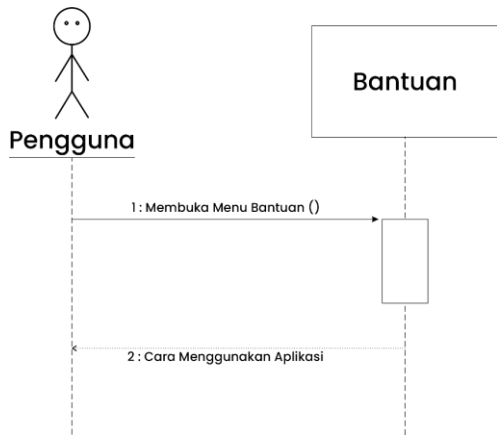 Pengguna
Bantuan
1 : Membuka Menu Bantuan ()
2 : Cara Menggunakan Aplikasi